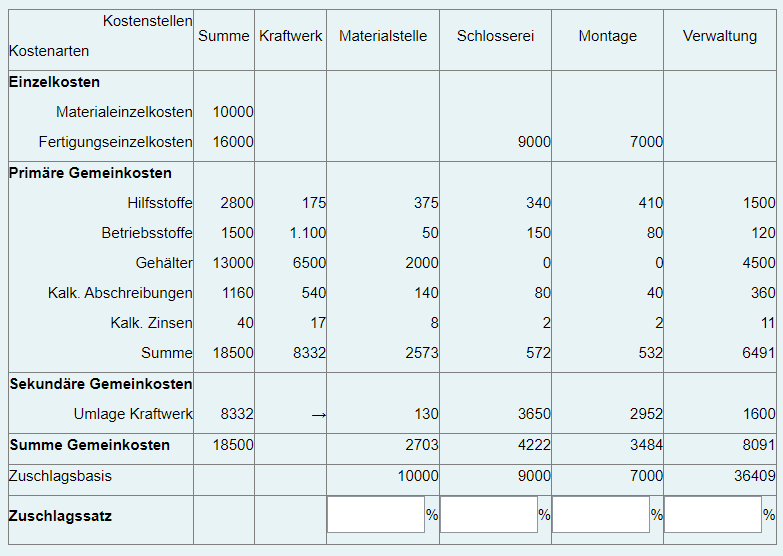 Kostenstellen
Kostenarten Summe Kraftwerk Materialstelle Schlosserei Montage Verwaltung
Einzelkosten
Materialeinzelkosten 10000
Fertigungseinzelkosten 16000 9000 7000
Primäre Gemeinkosten
Hilfsstoffe 2800 175 375 340 410 1500
Betriebsstoffe 1500 1.100 50 150 80 120
Gehälter 13000 6500 2000 0 0 4500
Kalk. Abschreibungen 1160 540 140 80 40 360
Kalk. Zinsen 40 17 8 2 2 11
Summe 18500 8332 2573 572 532 6491
Sekundäre Gemeinkosten
Umlage Kraftwerk 8332 → 130 3650 2952 1600
Summe Gemeinkosten 18500 2703 4222 3484 8091
Zuschlagsbasis 10000 9000 7000 36409
Zuschlagssatz % % % %